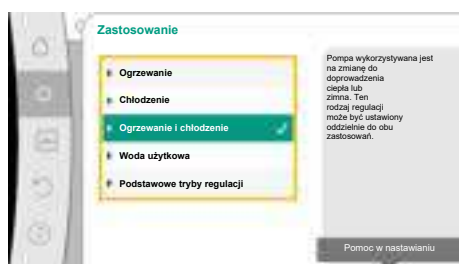 Zastosowanie
Ogrzewanie
Chłodzenie
Ogrzewanie i chłodzenie
Woda użytkowa
Podstawowe tryby regulacji
Pompa wykorzystywana jest
na zmianę do
doprowadzenia
ciepła lub
zimna. Ten
rodzaj regulacji
może być ustawiony
oddzielnie do obu
zastosowań.
Pomoc w nastawianiu